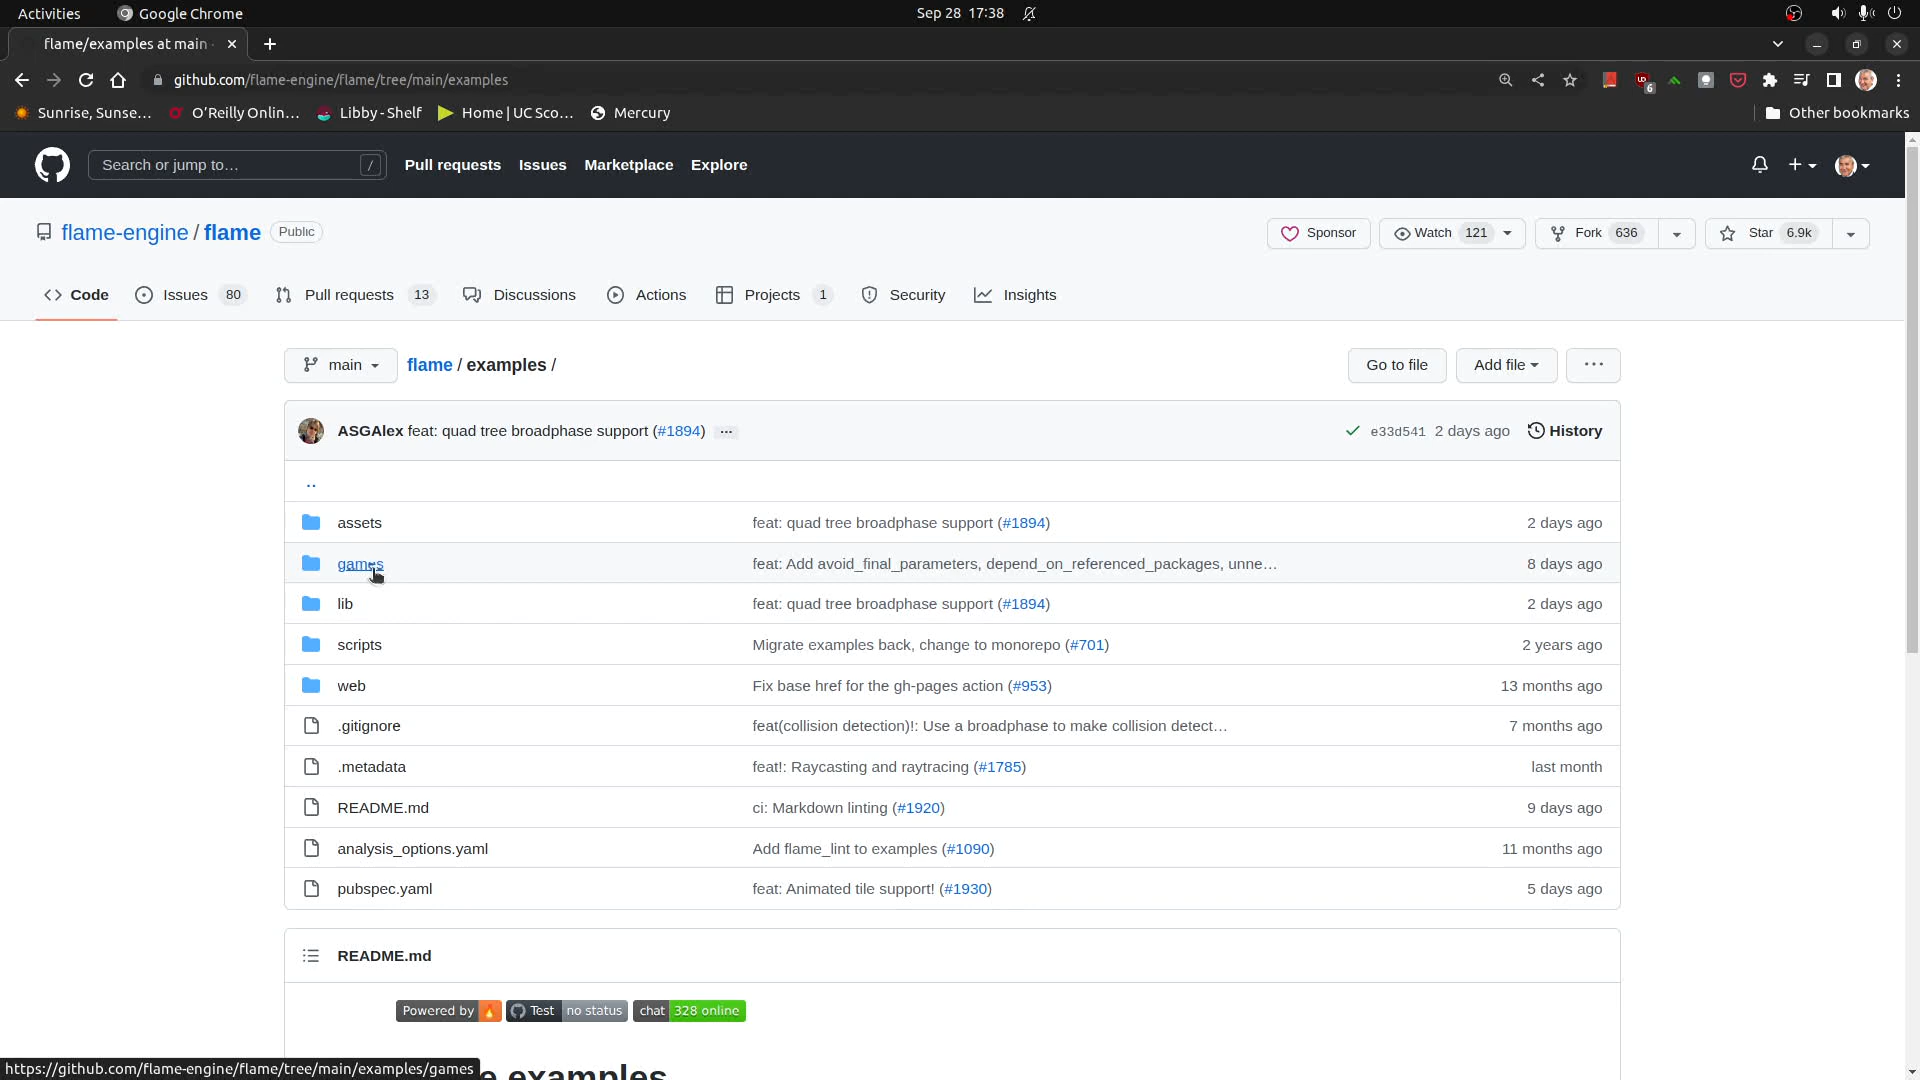 Activities Google Chrome Sep 28 17:38
flame/examples at main
github.com/flame-engine/flame/tree/main/examples 6
Sunrise, Sunse… O'Reilly Onlin… Libby - Shelf Home | UC Sco… Mercury Other bookmarks
Search or jump to… / Pull requests Issues Marketplace Explore
flame-engine / flame Public Sponsor Watch 121 Fork 636 Star 6.9k
Code Issues 80 Pull requests 13 Discussions Actions Projects 1 Security Insights
main flame / examples / Go to file Add file ...
ASGAlex feat: quad tree broadphase support (#1894) ... e33d541 2 days ago History
..
assets feat: quad tree broadphase support (#1894) 2 days ago
games feat: Add avoid_final_parameters, depend_on_referenced_packages, unne… 8 days ago
lib feat: quad tree broadphase support (#1894) 2 days ago
scripts Migrate examples back, change to monorepo (#701) 2 years ago
web Fix base href for the gh-pages action (#953) 13 months ago
.gitignore feat(collision detection)!: Use a broadphase to make collision detect… 7 months ago
.metadata feat!: Raycasting and raytracing (#1785) last month
README.md ci: Markdown linting (#1920) 9 days ago
analysis_options.yaml Add flame_lint to examples (#1090) 11 months ago
pubspec.yaml feat: Animated tile support! (#1930) 5 days ago
README.md
Powered by Test no status chat 328 online
https://github.com/flame-engine/flame/tree/main/examples/games
examples